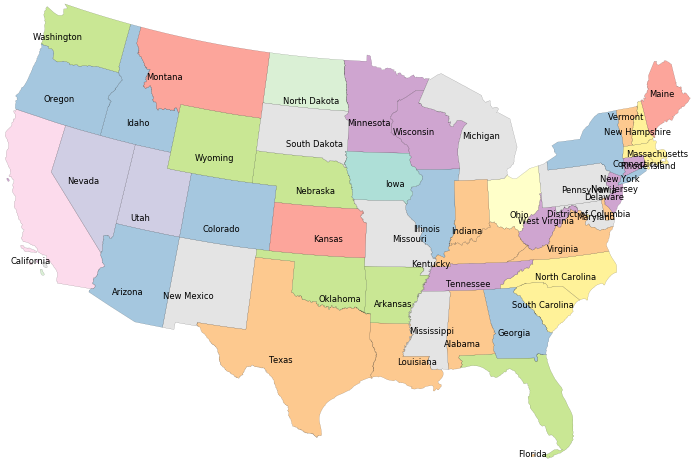 Washington
Montana
Maine
Oregon
Idaho
North Dakota
Minnesota
Wisconsin
Michigan
Vermont
New Hampshire
South Dakota
Massachusetts
Connecticut
Rhode Island
Wyoming
Nevada
Nebraska
Iowa
Pennsylvania
New York
New Jersey
Delaware
Utah
Colorado
Kansas
Missouri
Illinois
Indiana
Ohio
West Virginia
District of Columbia
Maryland
Virginia
California
Arizona
New Mexico
Kentucky
Tennessee
North Carolina
Oklahoma
Arkansas
South Carolina
Mississippi
Alabama
Georgia
Texas
Louisiana
Florida